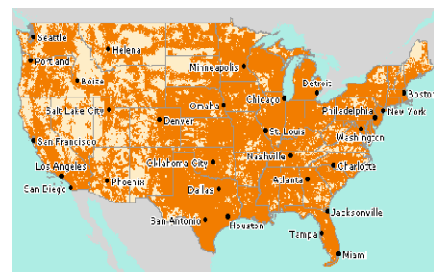 Seattle
Portland
Helena
Boise
Minneapolis
Salt Lake City
Omaha
Chicago
Detroit
Boston
Philadelphia
New York
Denver
San Francisco
St. Louis
Washington
Los Angeles
Oklahoma City
Nashville
Charlotte
San Diego
Phoenix
Dallas
Atlanta
San Antonio
Houston
Jacksonville
Tampa
Miami